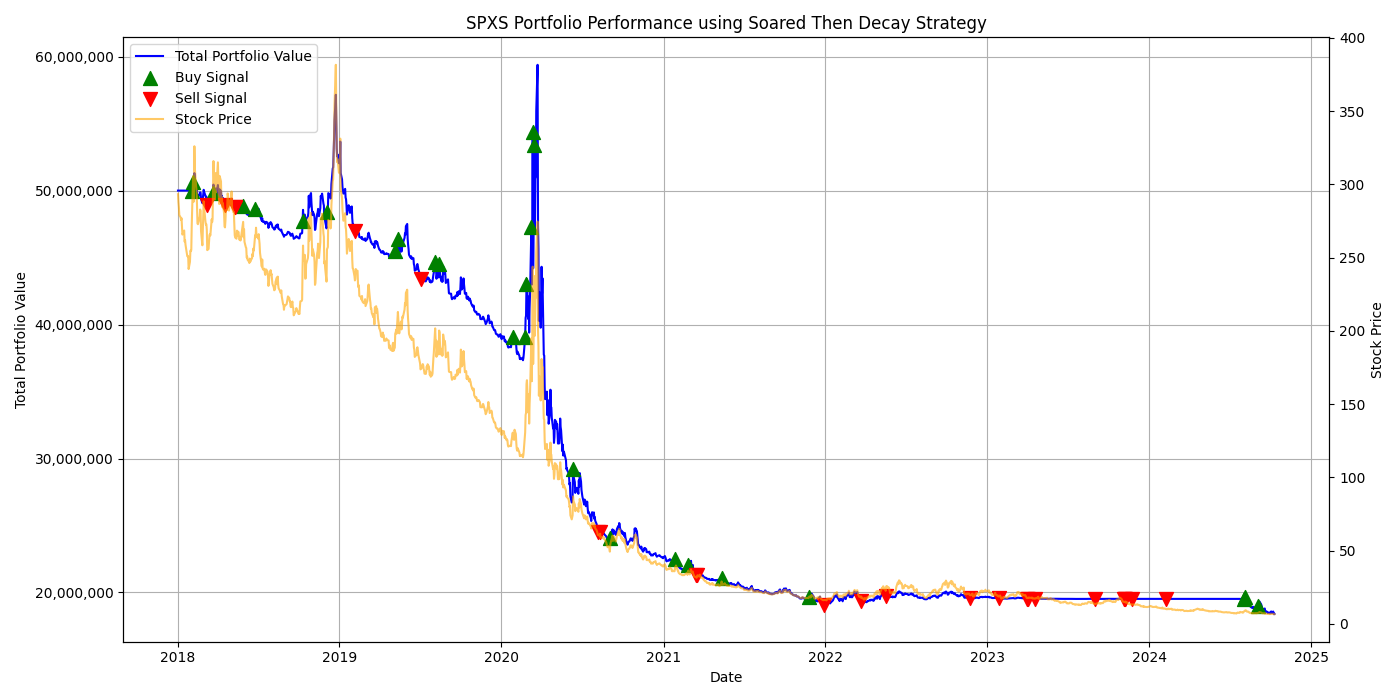 SPXS Portfolio Performance using Soared Then Decay Strategy
Total Portfolio Value
Buy Signal
Sell Signal
Stock Price
60,000,000
50,000,000
40,000,000
30,000,000
20,000,000
Total Portfolio Value
400
350
300
250
200
150
100
50
0
Stock Price
2018
2019
2020
2021
2022
2023
2024
2025
Date